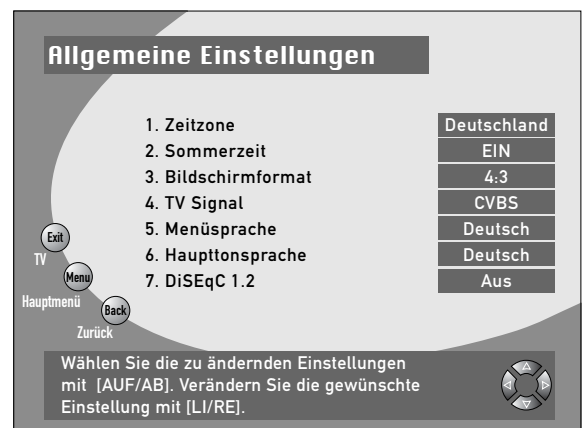 Allgemeine Einstellungen
1. Zeitzone Deutschland
2. Sommerzeit EIN
3. Bildschirmformat 4:3
4. TV Signal CVBS
5. Menüsprache Deutsch
6. Haupttonsprache Deutsch
7. DiSEqC 1.2 Aus
Exit
TV
Menu
Hauptmenü
Back
Zurück
Wählen Sie die zu ändernden Einstellungen
mit [AUF/AB]. Verändern Sie die gewünschte
Einstellung mit [LI/RE].